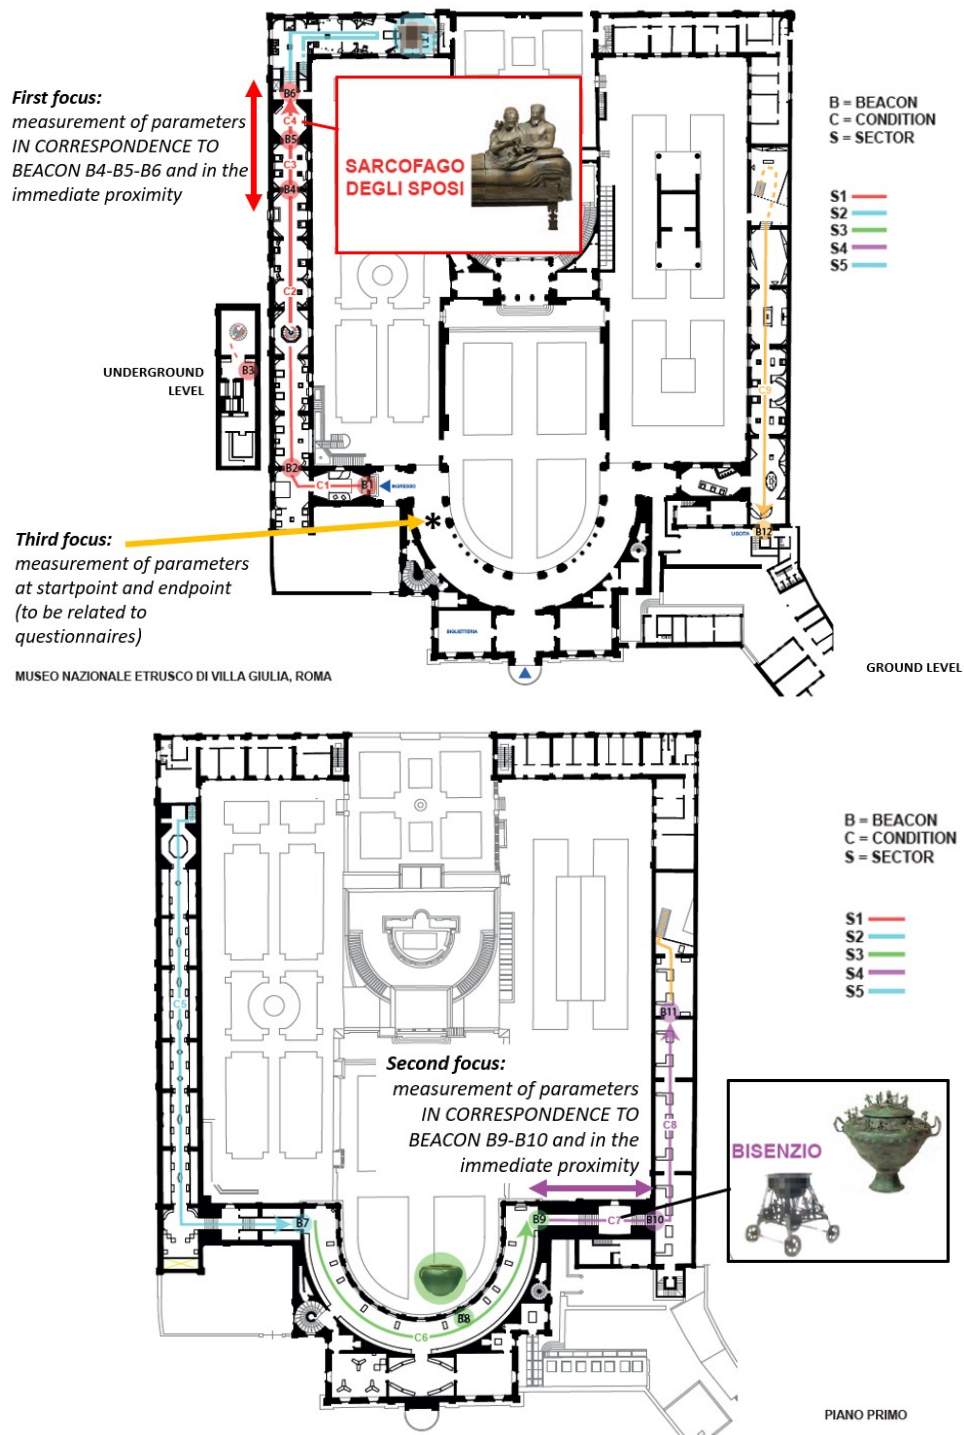 First focus:
measurement of parameters
IN CORRESPONDENCE TO
BEACON B4-B5-B6 and in the
immediate proximity
B6
C4
B5
C3
B4
C2
SARCOFAGO
DEGLI SPOSI
B = BEACON
C = CONDITION
S = SECTOR
S1
S2
S3
S4
S5
UNDERGROUND
LEVEL
B3
B2
C1
B1
INGRESSO
C9
B12
USCITA
Third focus:
measurement of parameters
at startpoint and endpoint
(to be related to
questionnaires)
*
BIGLIETTERIA
MUSEO NAZIONALE ETRUSCO DI VILLA GIULIA, ROMA
GROUND LEVEL
B = BEACON
C = CONDITION
S = SECTOR
S1
S2
S3
S4
S5
C5
B11
Second focus:
measurement of parameters
IN CORRESPONDENCE TO
BEACON B9-B10 and in the
immediate proximity
C8
BISENZIO
B7
B9
C7
B10
B8
C6
PIANO PRIMO